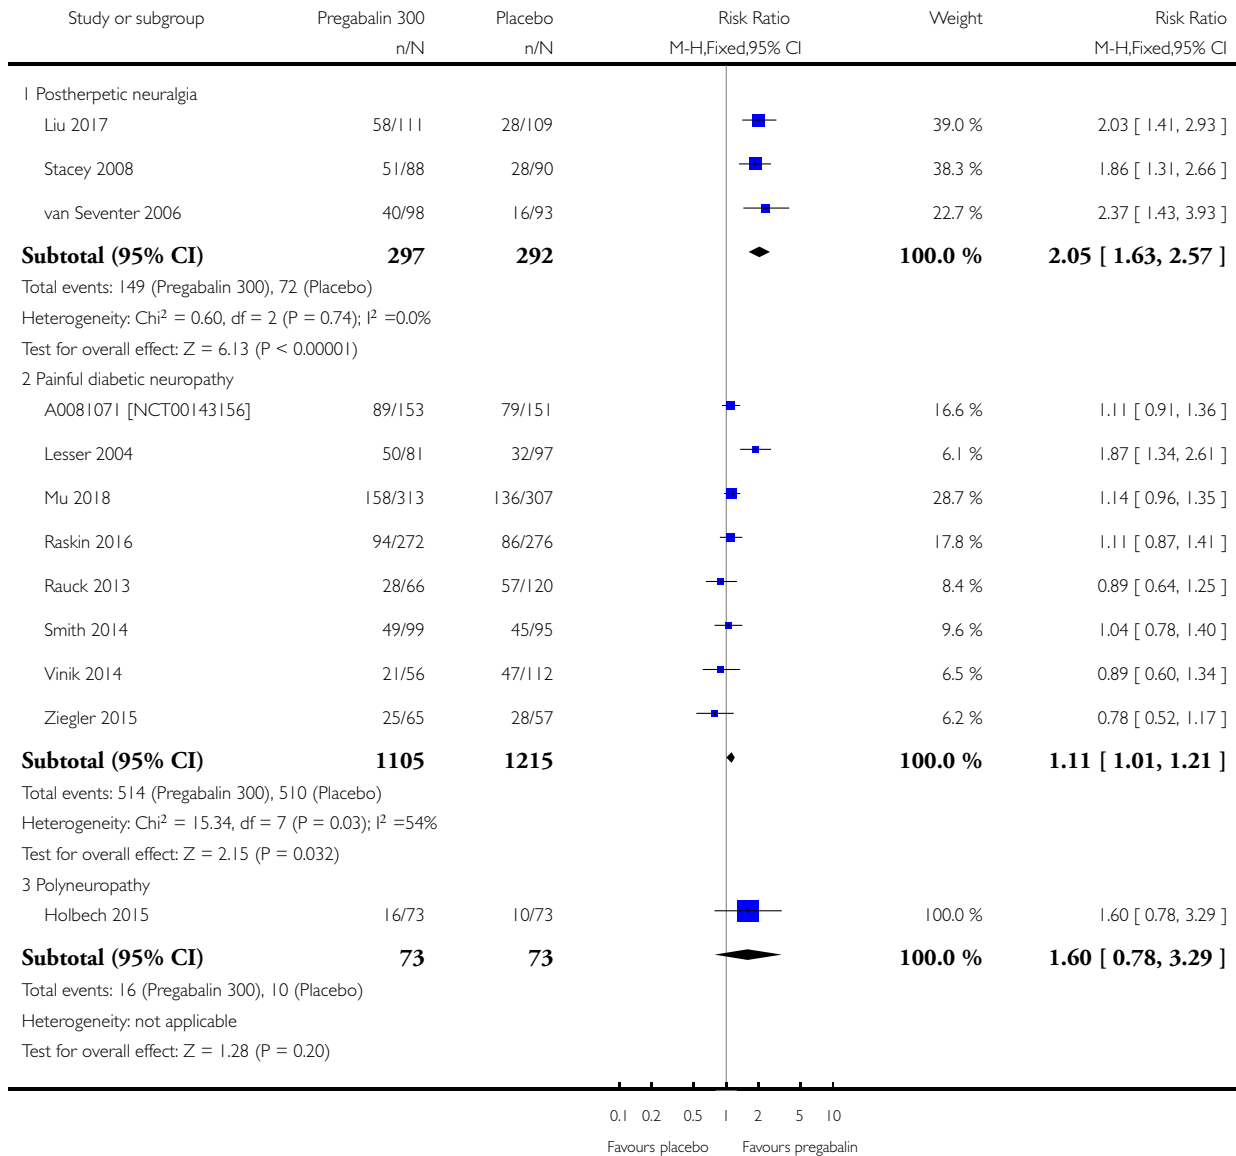 Study or subgroup Pregabalin 300 Placebo Risk Ratio Weight Risk Ratio
n/N n/N M-H,Fixed,95% CI M-H,Fixed,95% CI
1 Postherpetic neuralgia
Liu 2017 58/111 28/109 39.0 % 2.03 [ 1.41, 2.93 ]
Stacey 2008 51/88 28/90 38.3 % 1.86 [ 1.31, 2.66 ]
van Seventer 2006 40/98 16/93 22.7 % 2.37 [ 1.43, 3.93 ]
Subtotal (95% CI) 297 292 100.0 % 2.05 [ 1.63, 2.57 ]
Total events: 149 (Pregabalin 300), 72 (Placebo)
Heterogeneity: Chi² = 0.60, df = 2 (P = 0.74); I² =0.0%
Test for overall effect: Z = 6.13 (P < 0.00001)
2 Painful diabetic neuropathy
A0081071 [NCT00143156] 89/153 79/151 16.6 % 1.11 [ 0.91, 1.36 ]
Lesser 2004 50/81 32/97 6.1 % 1.87 [ 1.34, 2.61 ]
Mu 2018 158/313 136/307 28.7 % 1.14 [ 0.96, 1.35 ]
Raskin 2016 94/272 86/276 17.8 % 1.11 [ 0.87, 1.41 ]
Rauck 2013 28/66 57/120 8.4 % 0.89 [ 0.64, 1.25 ]
Smith 2014 49/99 45/95 9.6 % 1.04 [ 0.78, 1.40 ]
Vinik 2014 21/56 47/112 6.5 % 0.89 [ 0.60, 1.34 ]
Ziegler 2015 25/65 28/57 6.2 % 0.78 [ 0.52, 1.17 ]
Subtotal (95% CI) 1105 1215 100.0 % 1.11 [ 1.01, 1.21 ]
Total events: 514 (Pregabalin 300), 510 (Placebo)
Heterogeneity: Chi² = 15.34, df = 7 (P = 0.03); I² =54%
Test for overall effect: Z = 2.15 (P = 0.032)
3 Polyneuropathy
Holbech 2015 16/73 10/73 100.0 % 1.60 [ 0.78, 3.29 ]
Subtotal (95% CI) 73 73 100.0 % 1.60 [ 0.78, 3.29 ]
Total events: 16 (Pregabalin 300), 10 (Placebo)
Heterogeneity: not applicable
Test for overall effect: Z = 1.28 (P = 0.20)
0.1 0.2 0.5 1 2 5 10
Favours placebo Favours pregabalin